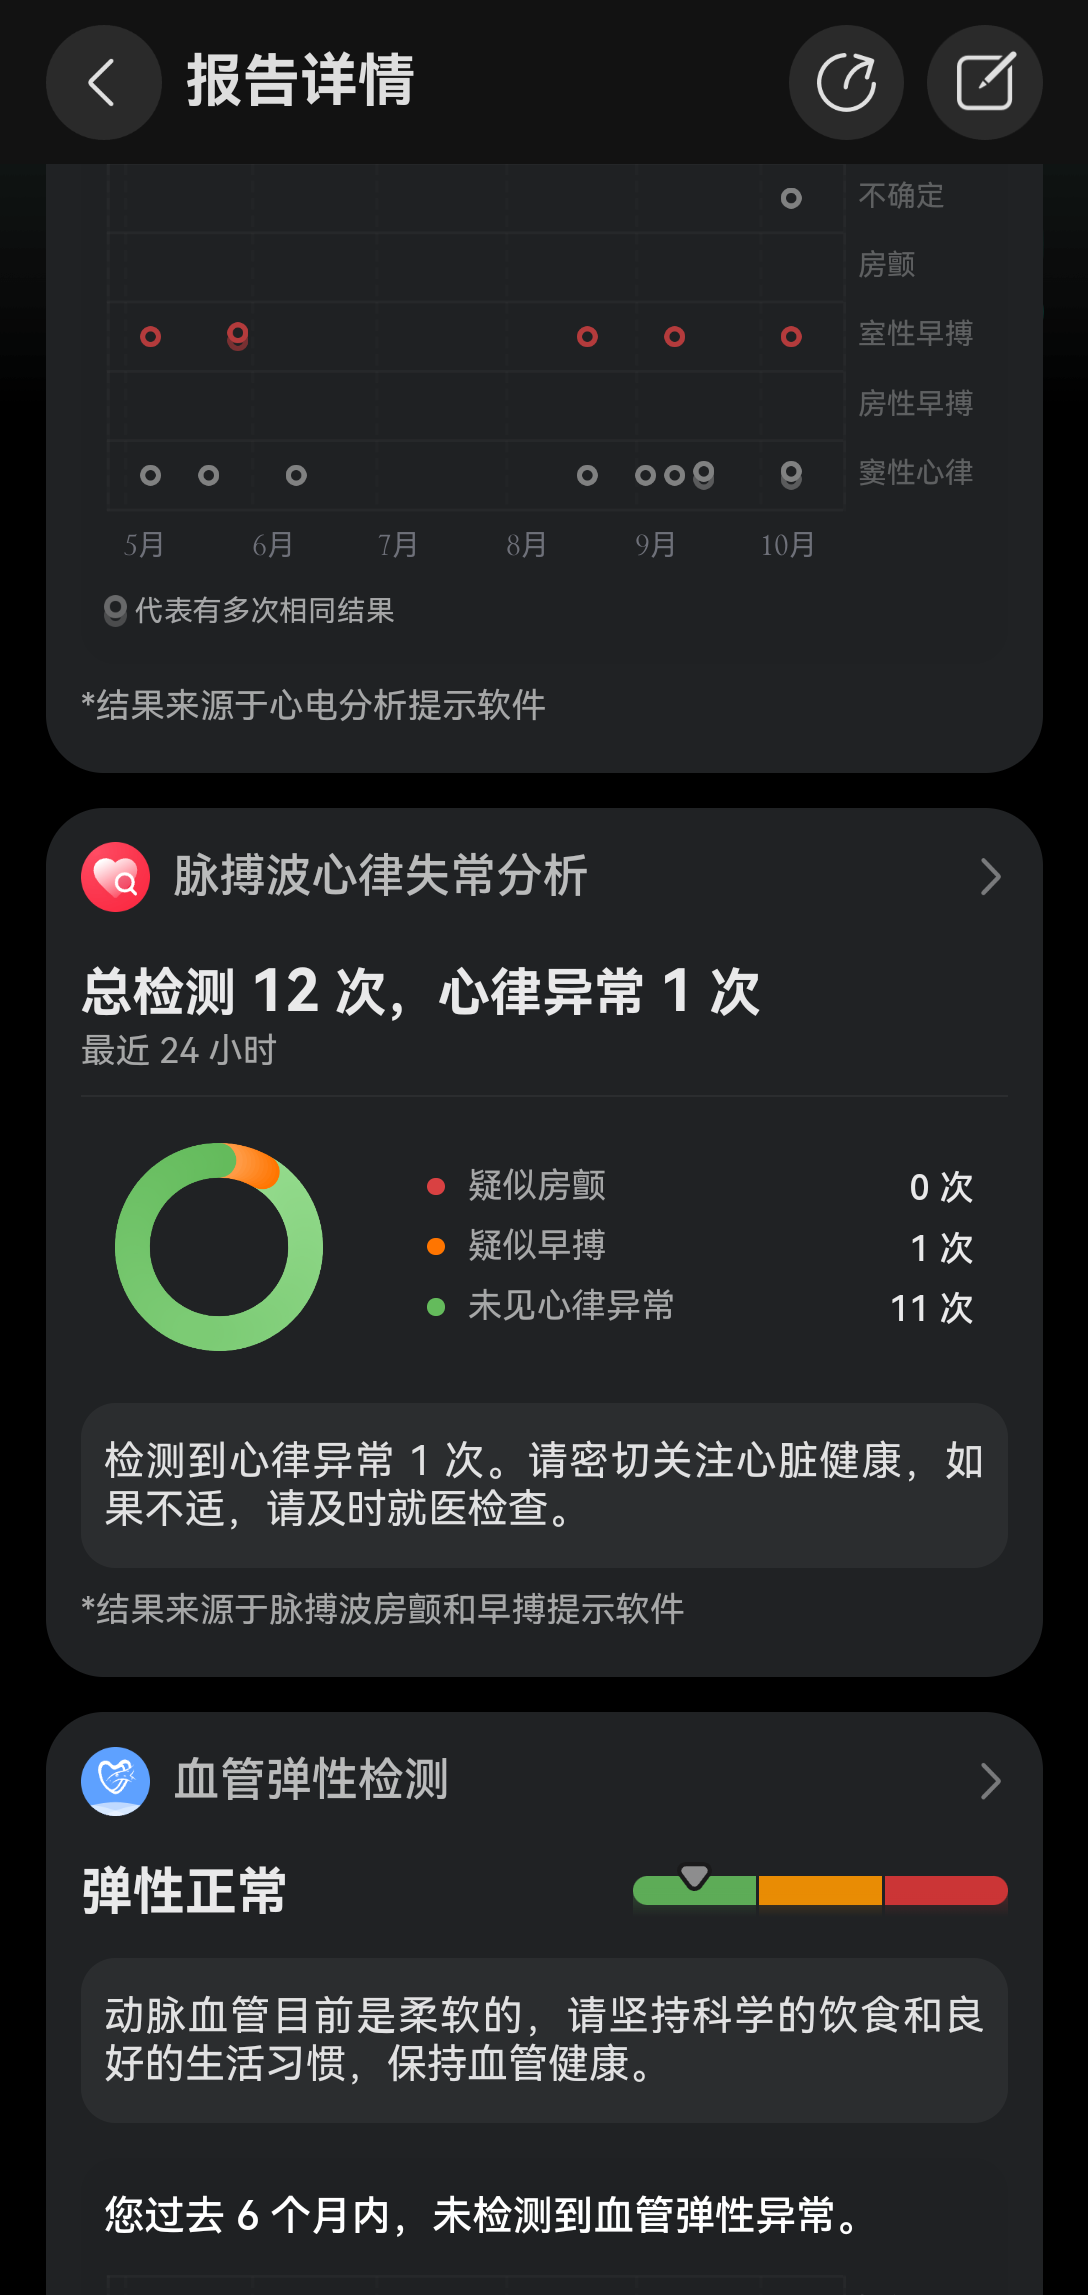 报告详情
不确定
房颤
室性早搏
房性早搏
窦性心律
5月 6月 7月 8月 9月 10月
代表有多次相同结果
*结果来源于心电分析提示软件
脉搏波心律失常分析
总检测 12 次，心律异常 1 次
最近 24 小时
疑似房颤 0 次
疑似早搏 1 次
未见心律异常 11 次
检测到心律异常 1 次。请密切关注心脏健康，如
果不适，请及时就医检查。
*结果来源于脉搏波房颤和早搏提示软件
血管弹性检测
弹性正常
动脉血管目前是柔软的，请坚持科学的饮食和良
好的生活习惯，保持血管健康。
您过去 6 个月内，未检测到血管弹性异常。